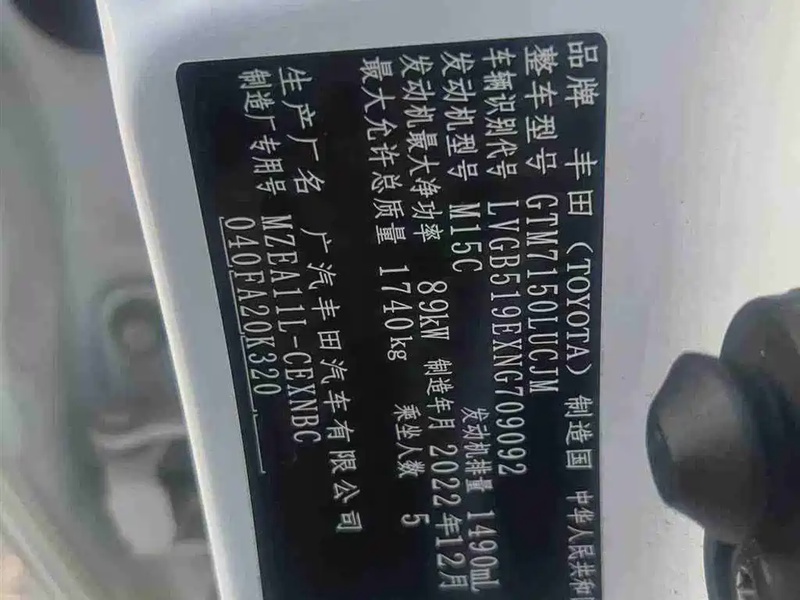 品牌 丰田(TOYOTA) 制造国 中华人民共和
整车型号 GTM7150LUCJM
车辆识别代号 LVGB519EXNG709092
发动机型号 M15C 发动机排量 1490mL
发动机最大净功率 89kW 制造年月 2022年12月
最大允许总质量 1740kg 乘坐人数 5
生产厂名 广汽丰田汽车有限公司
制造厂专用号 MZEA11L-CEXNBC
040FA20K320